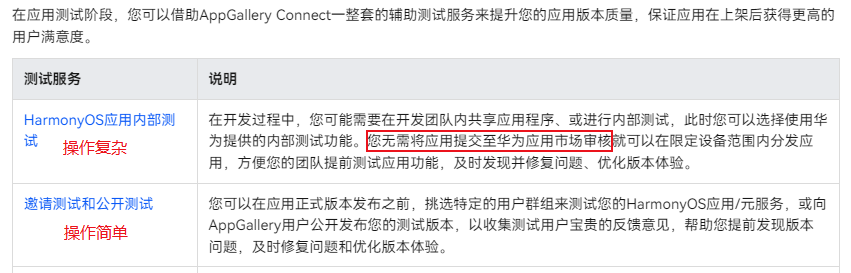 在应用测试阶段，您可以借助AppGallery Connect一整套的辅助测试服务来提升您的应用版本质量，保证应用在上架后获得更高的
用户满意度。
测试服务
说明
HarmonyOS应用内部测
试
操作复杂
在开发过程中，您可能需要在开发团队内共享应用程序、或进行内部测试，此时您可以选择使用华
为提供的内部测试功能。您无需将应用提交至华为应用市场审核就可以在限定设备范围内分发应
用，方便您的团队提前测试应用功能，及时发现并修复问题、优化版本体验。
邀请测试和公开测试
操作简单
您可以在应用正式版本发布之前，挑选特定的用户群组来测试您的HarmonyOS应用/元服务，或向
AppGallery用户公开发布您的测试版本，以收集测试用户宝贵的反馈意见，帮助您提前发现版本
问题，及时修复问题和优化版本体验。